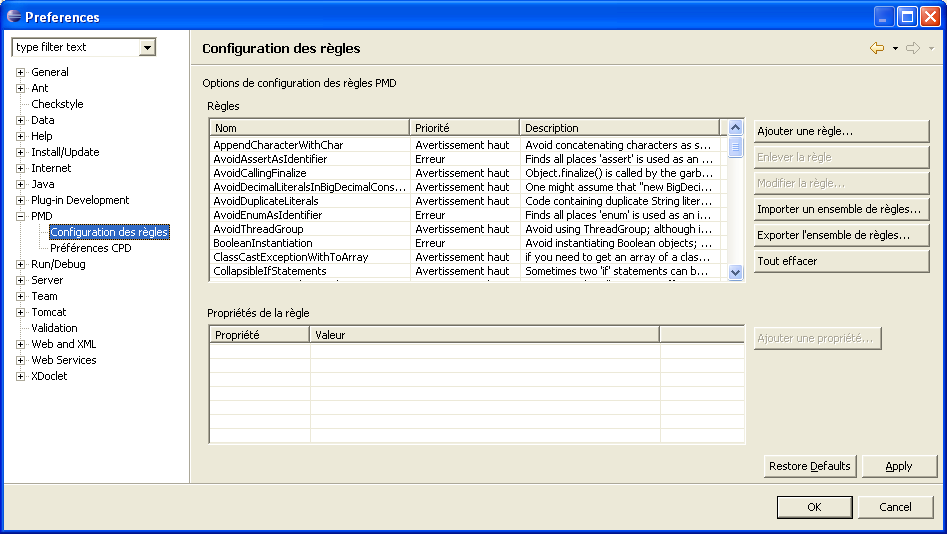 Preferences
type filter text
General
Ant
Checkstyle
Data
Help
Install/Update
Internet
Java
Plug-in Development
PMD
Configuration des règles
Préférences CPD
Run/Debug
Server
Team
Tomcat
Validation
Web and XML
Web Services
XDoclet
Configuration des règles
Options de configuration des règles PMD
Règles
Nom Priorité Description
AppendCharacterWithChar Avertissement haut Avoid concatenating characters as s...
AvoidAssertAsIdentifier Erreur Finds all places 'assert' is used as an ...
AvoidCallingFinalize Avertissement haut Object.finalize() is called by the garb...
AvoidDecimalLiteralsInBigDecimalCons... Avertissement haut One might assume that "new BigDeci...
AvoidDuplicateLiterals Avertissement haut Code containing duplicate String liter...
AvoidEnumAsIdentifier Erreur Finds all places 'enum' is used as an i...
AvoidThreadGroup Avertissement haut Avoid using ThreadGroup; although i...
BooleanInstantiation Erreur Avoid instantiating Boolean objects; ...
ClassCastExceptionWithToArray Avertissement haut if you need to get an array of a clas...
CollapsibleIfStatements Avertissement haut Sometimes two 'if' statements can b...
Ajouter une règle...
Enlever la règle
Modifier la règle...
Importer un ensemble de règles...
Exporter l'ensemble de règles...
Tout effacer
Propriétés de la règle
Propriété Valeur
Ajouter une propriété...
Restore Defaults Apply
OK Cancel